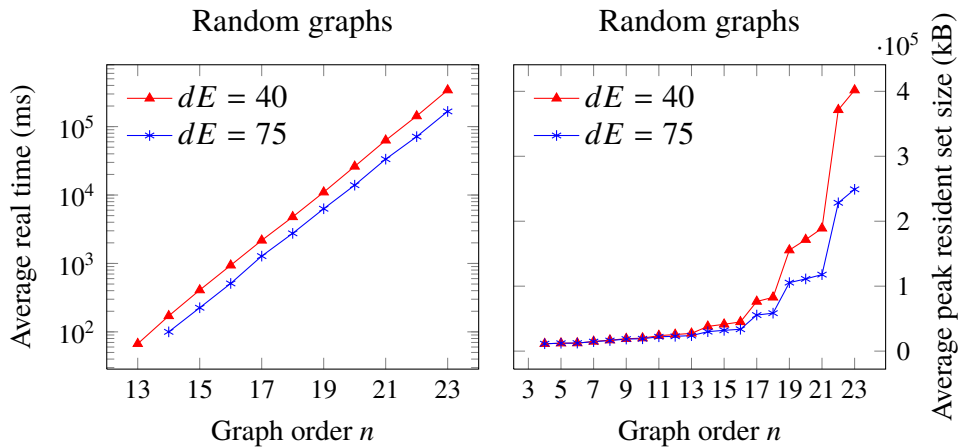 Random graphs
Average real time (ms)
10^5
10^4
10^3
10^2
dE = 40
dE = 75
13 15 17 19 21 23
Graph order n
Random graphs
·10^5
dE = 40
dE = 75
4
3
2
1
0
3 5 7 9 11 13 15 17 19 21 23
Graph order n
Average peak resident set size (kB)